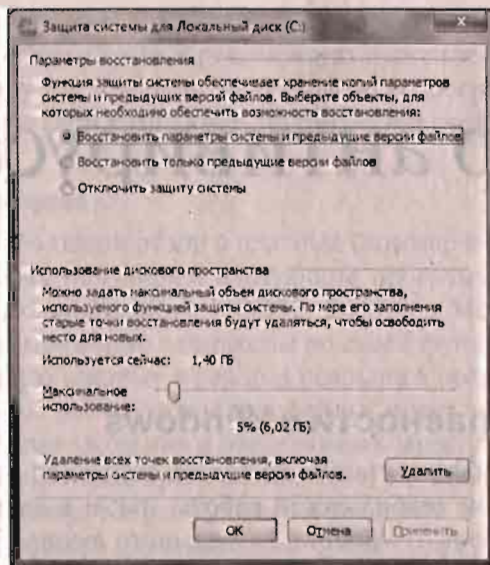 Защита системы для Локальный диск (C:)
Параметры восстановления
Функция защиты системы обеспечивает хранение копий параметров
системы и предыдущих версий файлов. Выберите объекты, для
которых необходимо обеспечить возможность восстановления:
Восстановить параметры системы и предыдущие версии файлов
Восстановить только предыдущие версии файлов
Отключить защиту системы
Использование дискового пространства
Можно задать максимальный объем дискового пространства,
используемого функцией защиты системы. По мере его заполнения
старые точки восстановления будут удаляться, чтобы освободить
место для новых.
Используется сейчас: 1,40 ГБ
Максимальное
использование:
5% (6,02 ГБ)
Удаление всех точек восстановления, включая
параметры системы и предыдущие версии файлов.
Удалить
ОК Отмена Применить